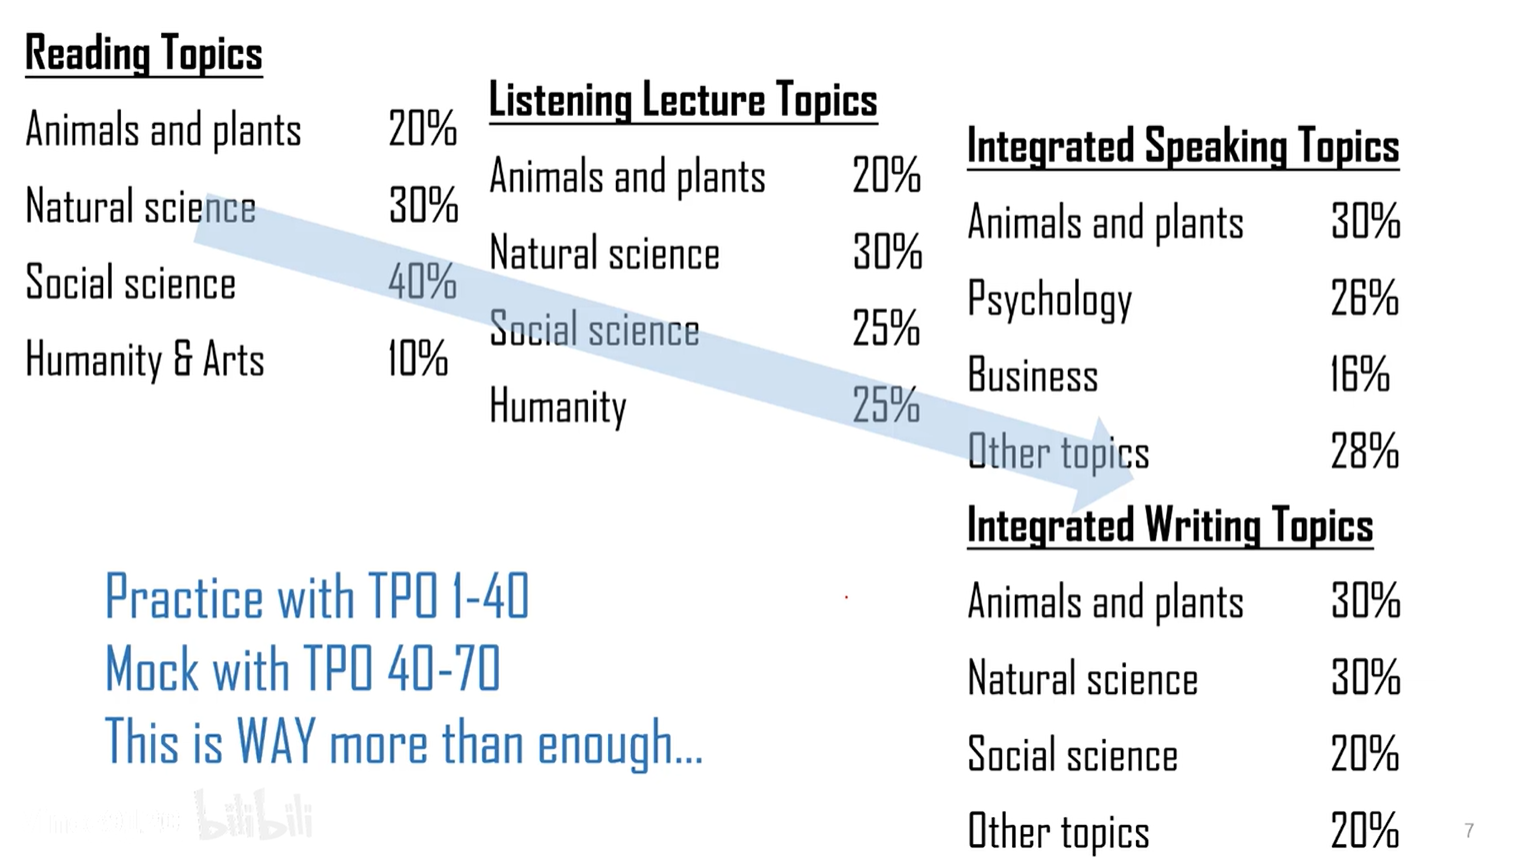 Reading Topics
Animals and plants 20%
Natural science 30%
Social science 40%
Humanity & Arts 10%
Listening Lecture Topics
Animals and plants 20%
Natural science 30%
Social science 25%
Humanity 25%
Integrated Speaking Topics
Animals and plants 30%
Psychology 26%
Business 16%
Other topics 28%
Integrated Writing Topics
Animals and plants 30%
Natural science 30%
Social science 20%
Other topics 20%
Practice with TPO 1-40
Mock with TPO 40-70
This is WAY more than enough...
bilibili
7